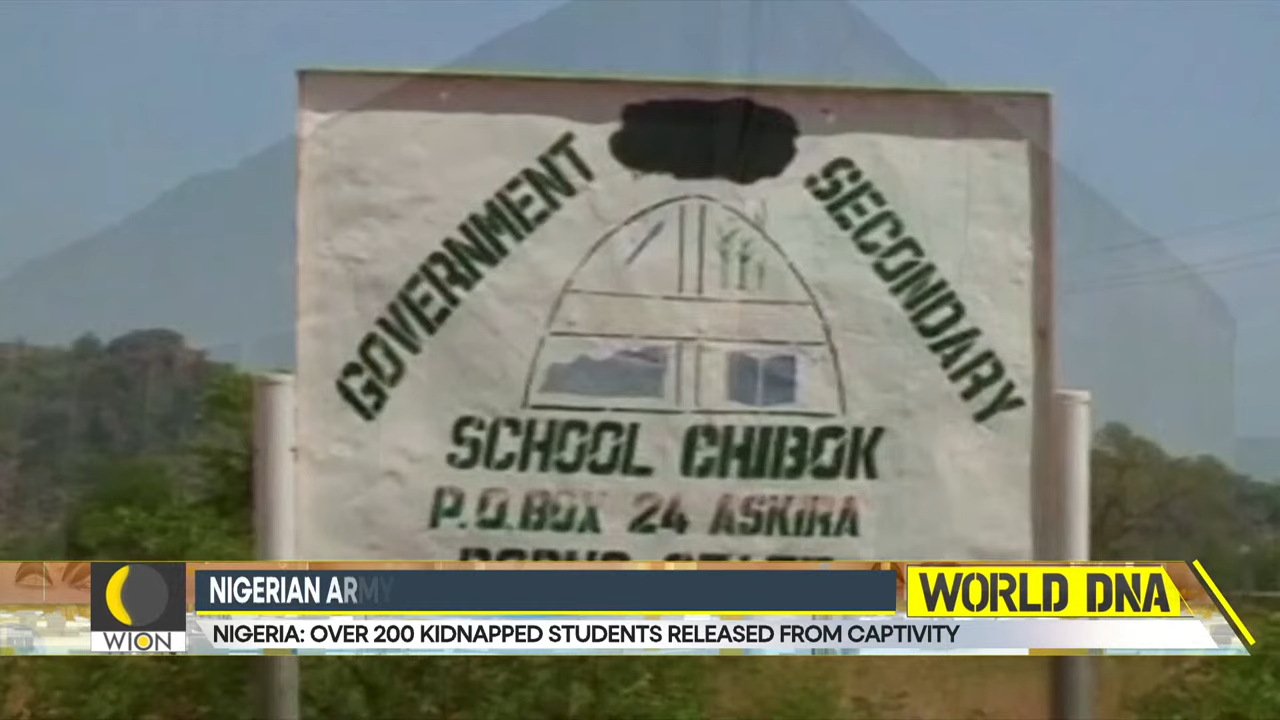 GOVERNMENT
SECONDARY
SCHOOL CHIBOK
P.O.BOX 24 ASKIRA
NIGERIAN ARMY
WORLD DNA
WION
NIGERIA: OVER 200 KIDNAPPED STUDENTS RELEASED FROM CAPTIVITY